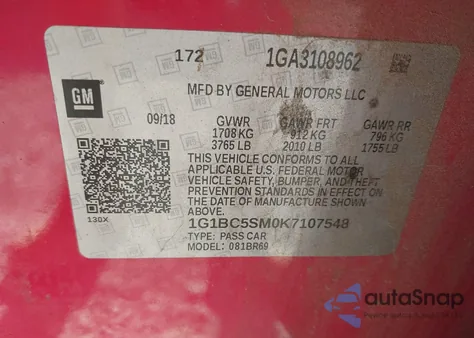 172 1GA3108962
GM
MFD BY GENERAL MOTORS LLC
09/18 GVWR GAWR FRT GAWR RR
1708 KG 912 KG 796 KG
3765 LB 2010 LB 1755 LB
THIS VEHICLE CONFORMS TO ALL
APPLICABLE U.S. FEDERAL MOTOR
VEHICLE SAFETY, BUMPER, AND THEFT
PREVENTION STANDARDS IN EFFECT ON
THE DATE OF MANUFACTURE SHOWN ABOVE.
130X
1G1BC5SM0K7107548
TYPE: PASS CAR
MODEL: 081BR69
autoSnap